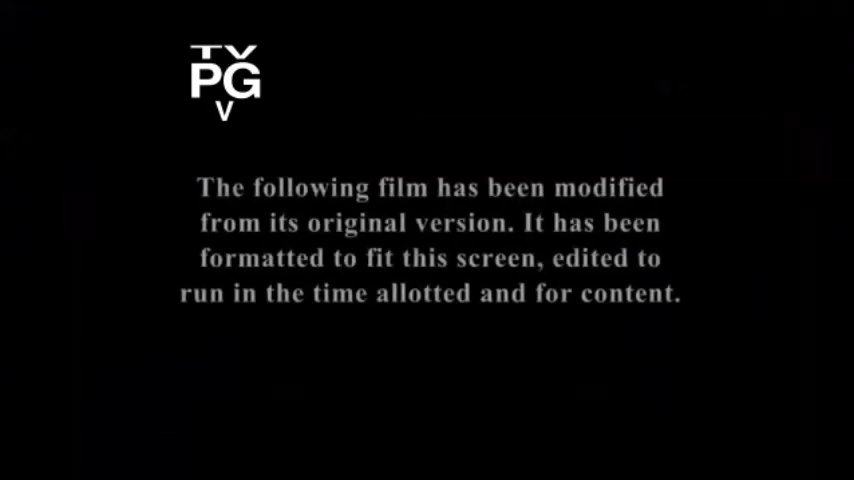 TV
PG
V
The following film has been modified
from its original version. It has been
formatted to fit this screen, edited to
run in the time allotted and for content.